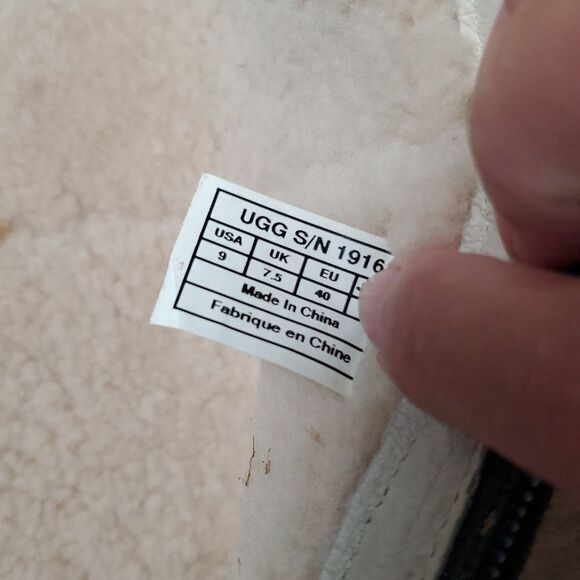 UGG S/N 1916
USA UK EU
9 7.5 40
Made In China
Fabrique en Chine